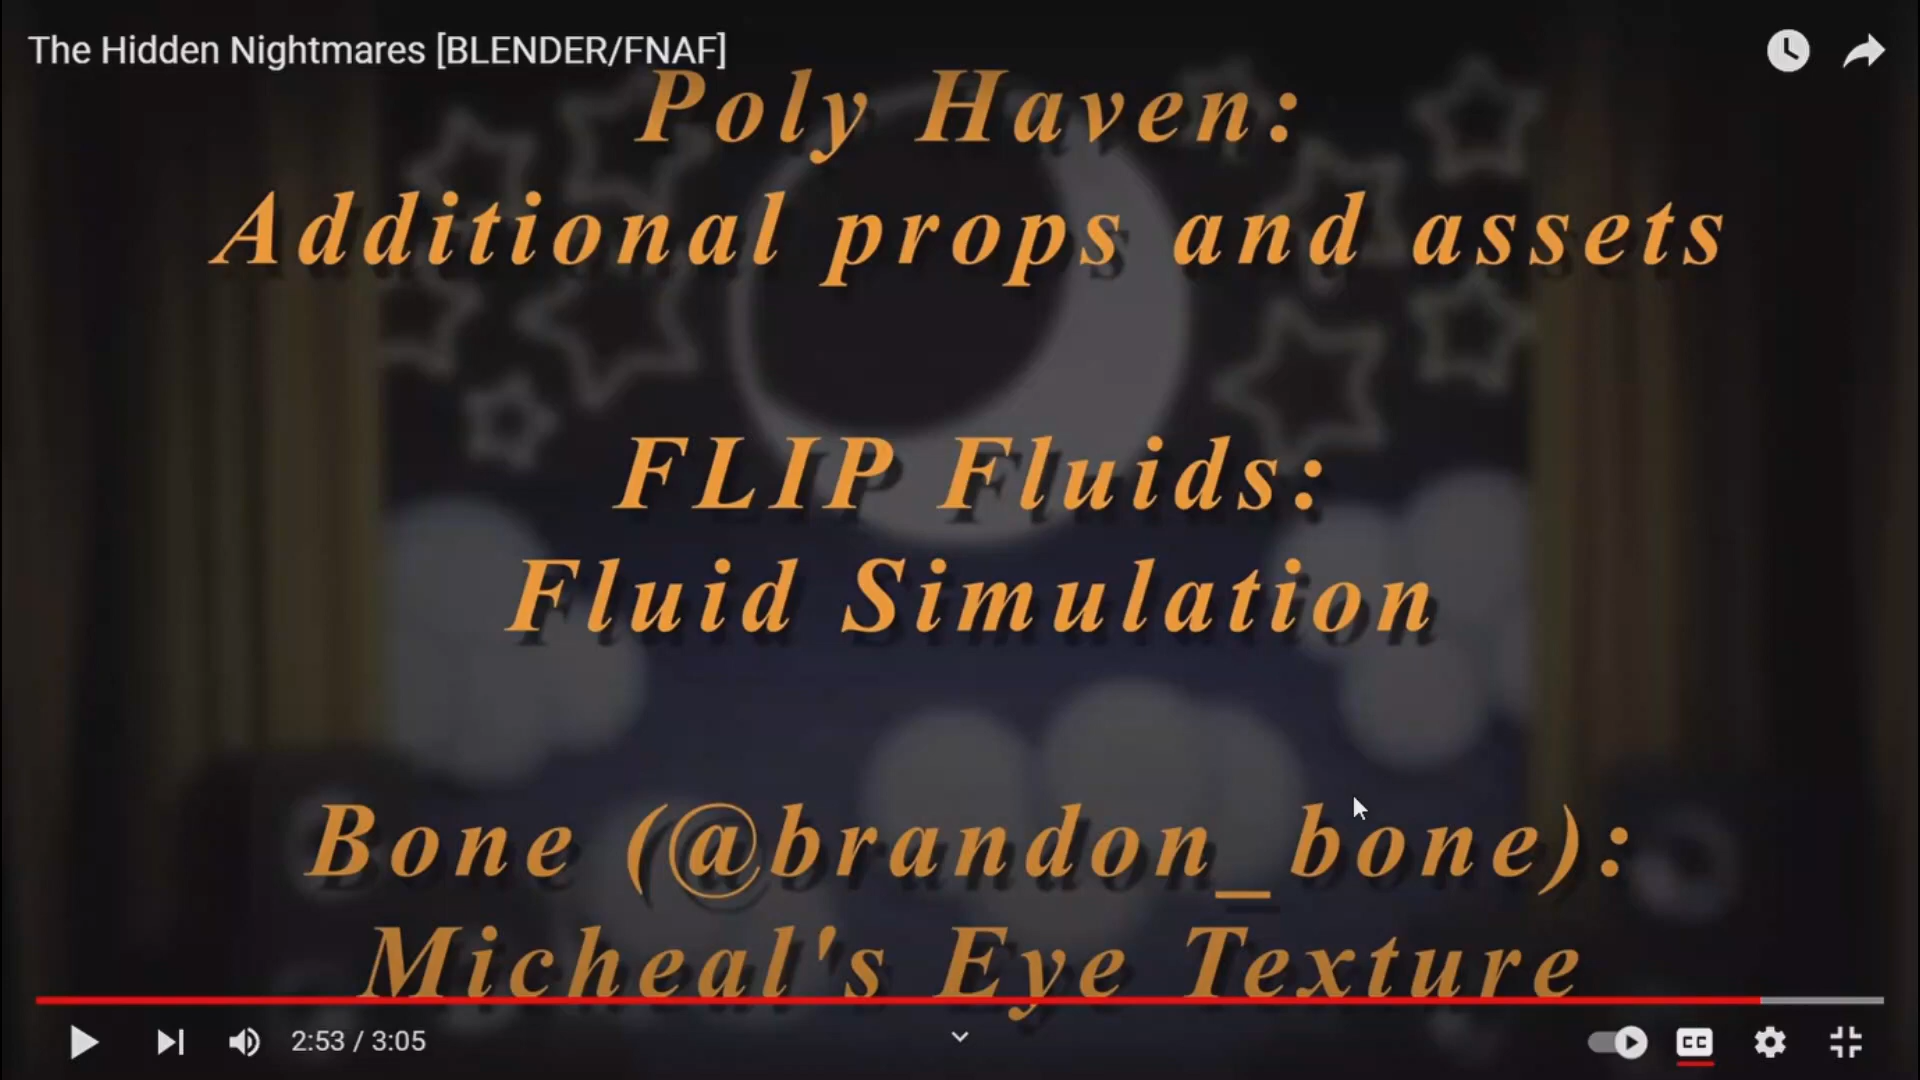 The Hidden Nightmares [BLENDER/FNAF]
Poly Haven:
Additional props and assets
FLIP Fluids:
Fluid Simulation
Bone (@brandon_bone):
Micheal's Eye Texture
2:53 / 3:05
CC